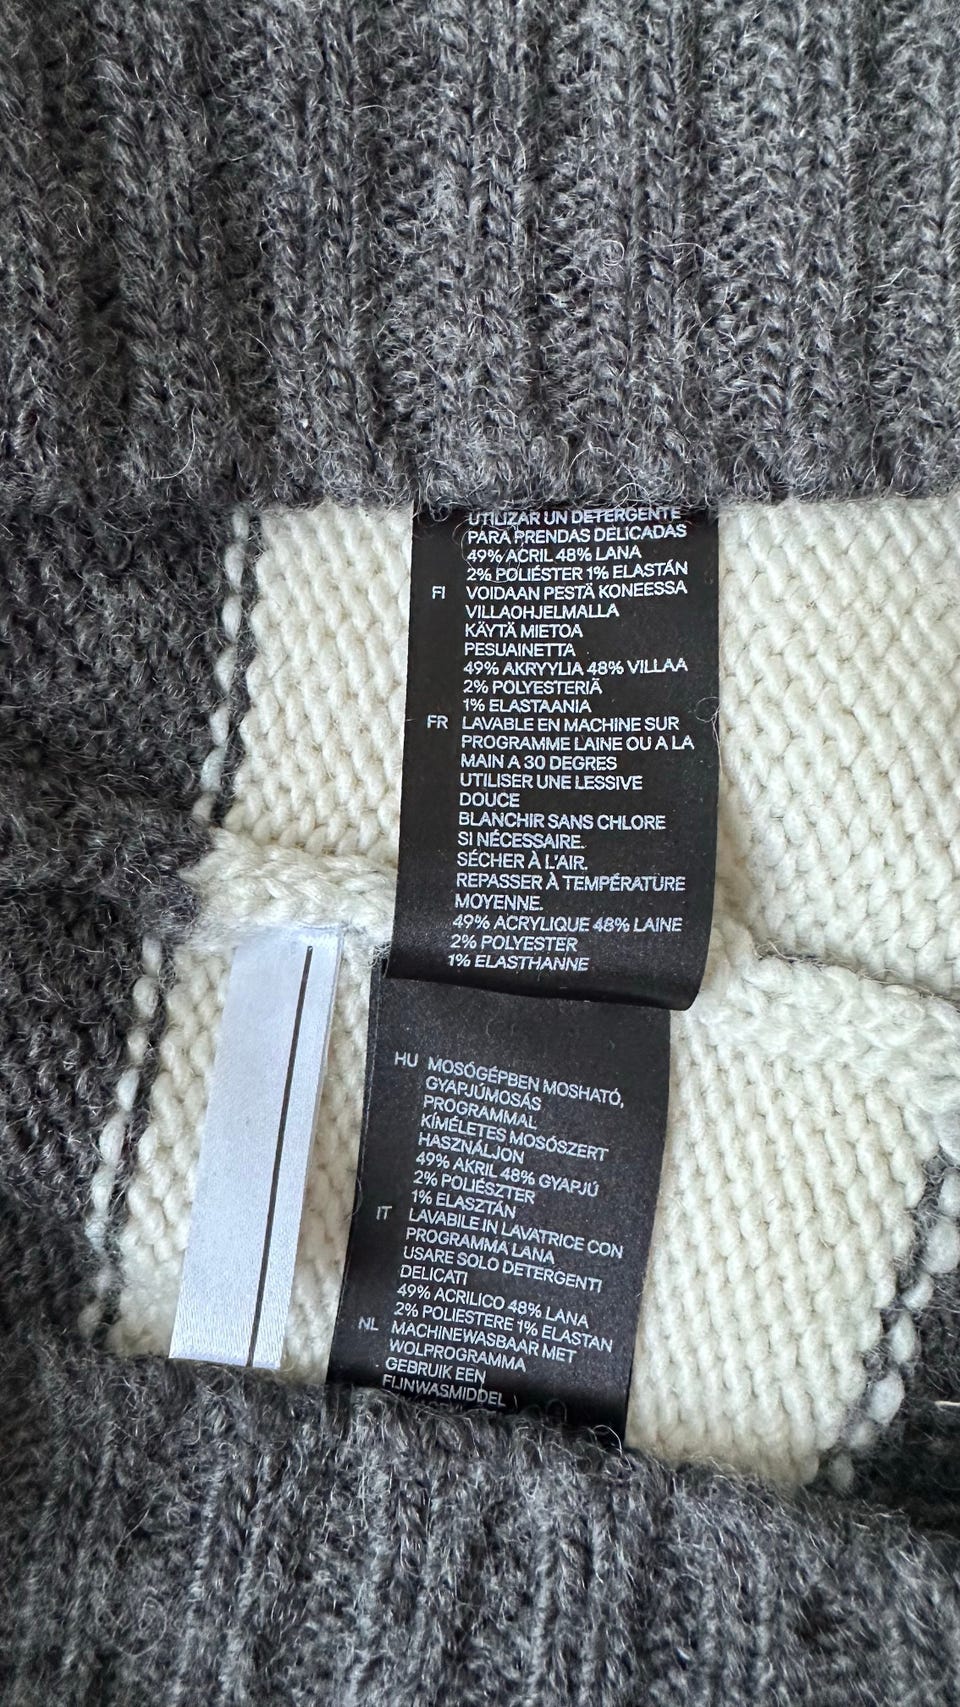 UTILIZAR UN DETERGENTE
PARA PRENDAS DELICADAS
49% ACRIL 48% LANA
2% POLIÉSTER 1% ELASTÁN
FI VOIDAAN PESTÄ KONEESSA
VILLAOHJELMALLA
KÄYTÄ MIETOA
PESUAINETTA
49% AKRYYLIA 48% VILLAA
2% POLYESTERIÄ
1% ELASTAANIA
FR LAVABLE EN MACHINE SUR
PROGRAMME LAINE OU A LA
MAIN A 30 DEGRES
UTILISER UNE LESSIVE
DOUCE
BLANCHIR SANS CHLORE
SI NÉCESSAIRE.
SÉCHER À L'AIR.
REPASSER À TEMPÉRATURE
MOYENNE.
49% ACRYLIQUE 48% LAINE
2% POLYESTER
1% ELASTHANNE
HU MOSÓGÉPBEN MOSHATÓ,
GYAPJÚMOSÁS
PROGRAMMAL
KÍMÉLETES MOSÓSZERT
HASZNÁLJON
49% AKRIL 48% GYAPJÚ
2% POLIÉSZTER
1% ELASZTÁN
IT LAVABILE IN LAVATRICE CON
PROGRAMMA LANA
USARE SOLO DETERGENTI
DELICATI
49% ACRILICO 48% LANA
2% POLIESTERE 1% ELASTAN
NL MACHINEWASBAAR MET
WOLPROGRAMMA
GEBRUIK EEN
FIJNWASMIDDEL